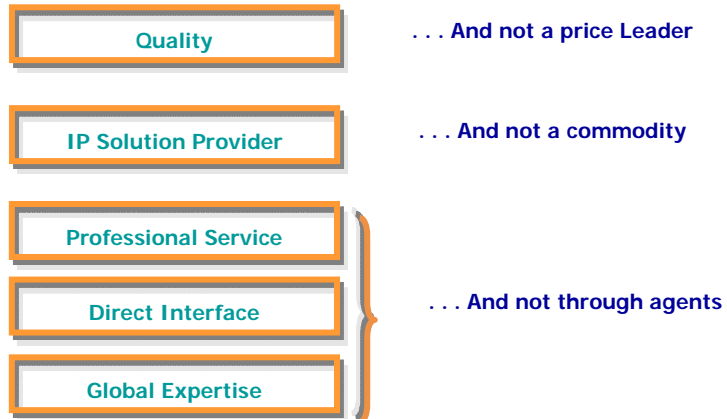 Quality
. . . And not a price Leader
IP Solution Provider
. . . And not a commodity
Professional Service
Direct Interface
. . . And not through agents
Global Expertise